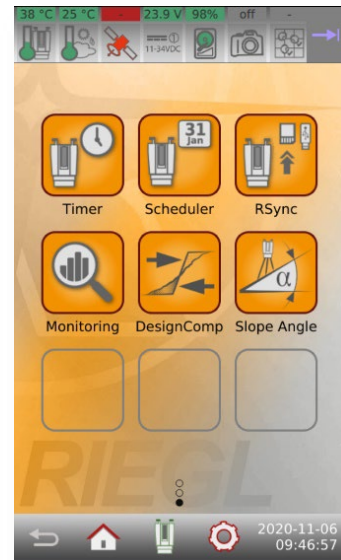 38 °C 25 °C - 23.9 V 98% off -
11-34VDC
31
Jan
Timer Scheduler RSync
Monitoring DesignComp Slope Angle
α
RIEGL
2020-11-06
09:46:57